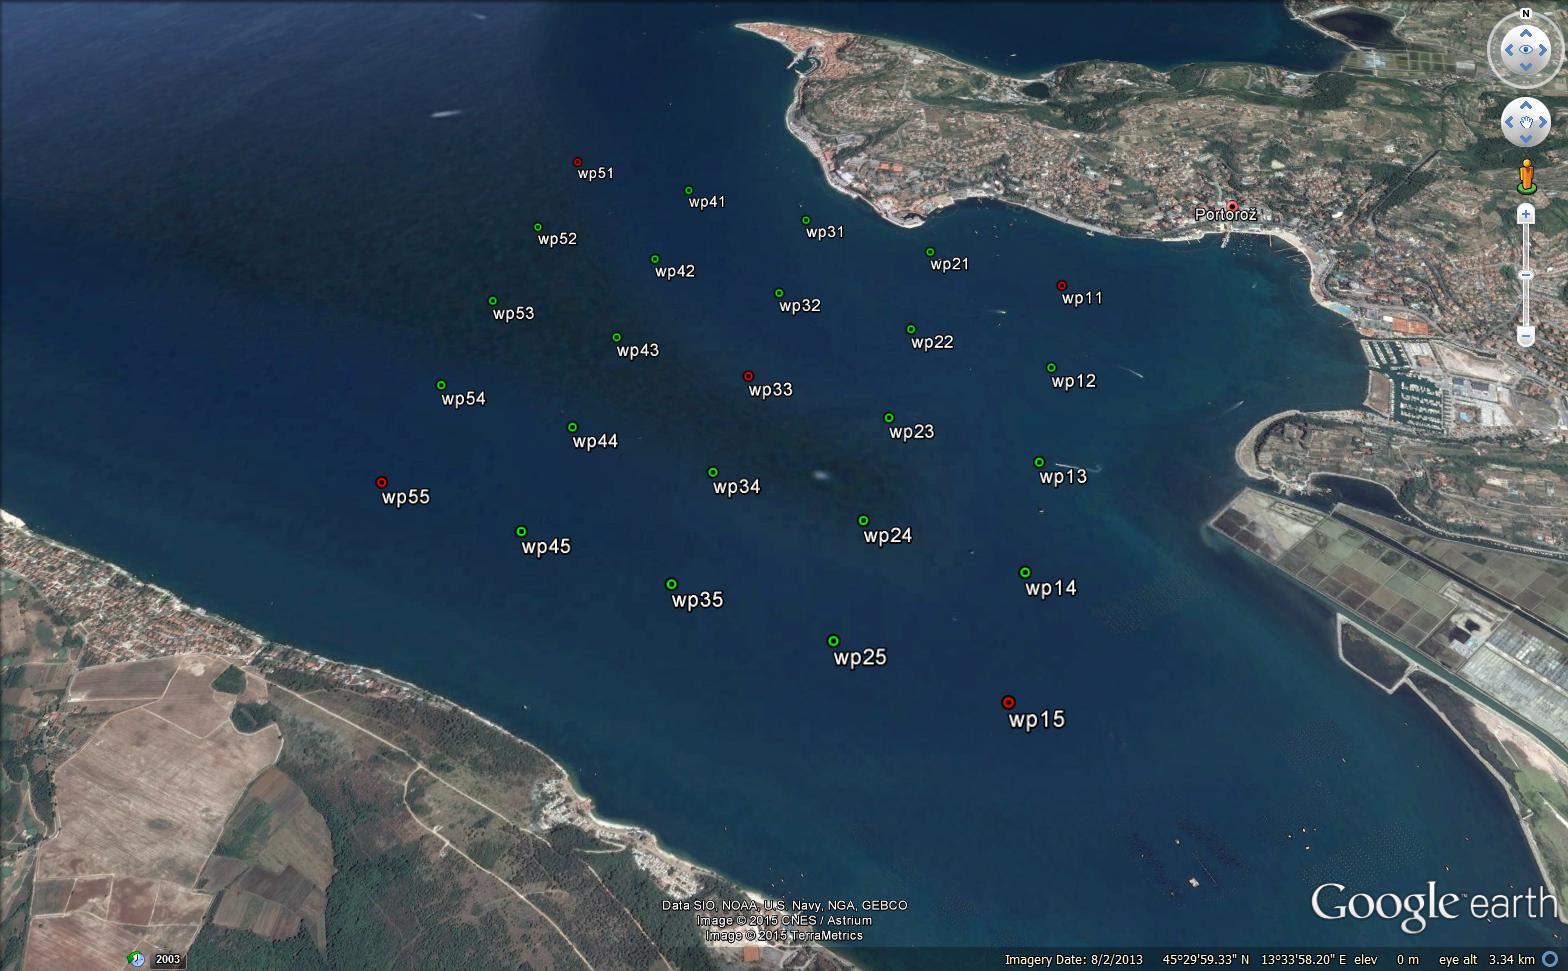 N
wp51
wp41
wp31
wp21
wp11
Portorož
wp52
wp42
wp32
wp22
wp12
wp53
wp43
wp33
wp23
wp13
wp54
wp44
wp34
wp24
wp14
wp55
wp45
wp35
wp25
wp15
Data SIO, NOAA, U.S. Navy, NGA, GEBCO
Image © 2015 CNES / Astrium
Image © 2015 TerraMetrics
Google earth
2003
Imagery Date: 8/2/2013 45°29'59.33" N 13°33'58.20" E elev 0 m eye alt 3.34 km